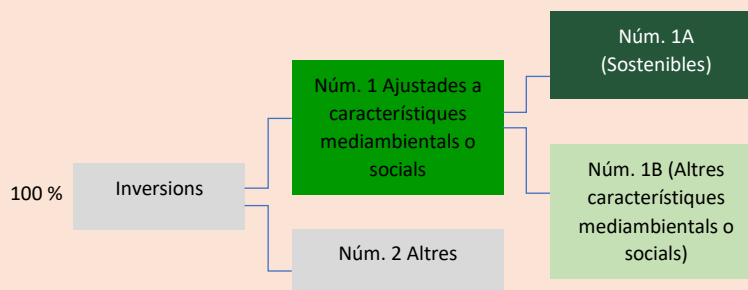 100 %
Inversions
Núm. 1 Ajustades a
característiques
mediambientals o
socials
Núm. 2 Altres
Núm. 1A
(Sostenibles)
Núm. 1B (Altres
característiques
mediambientals o
socials)